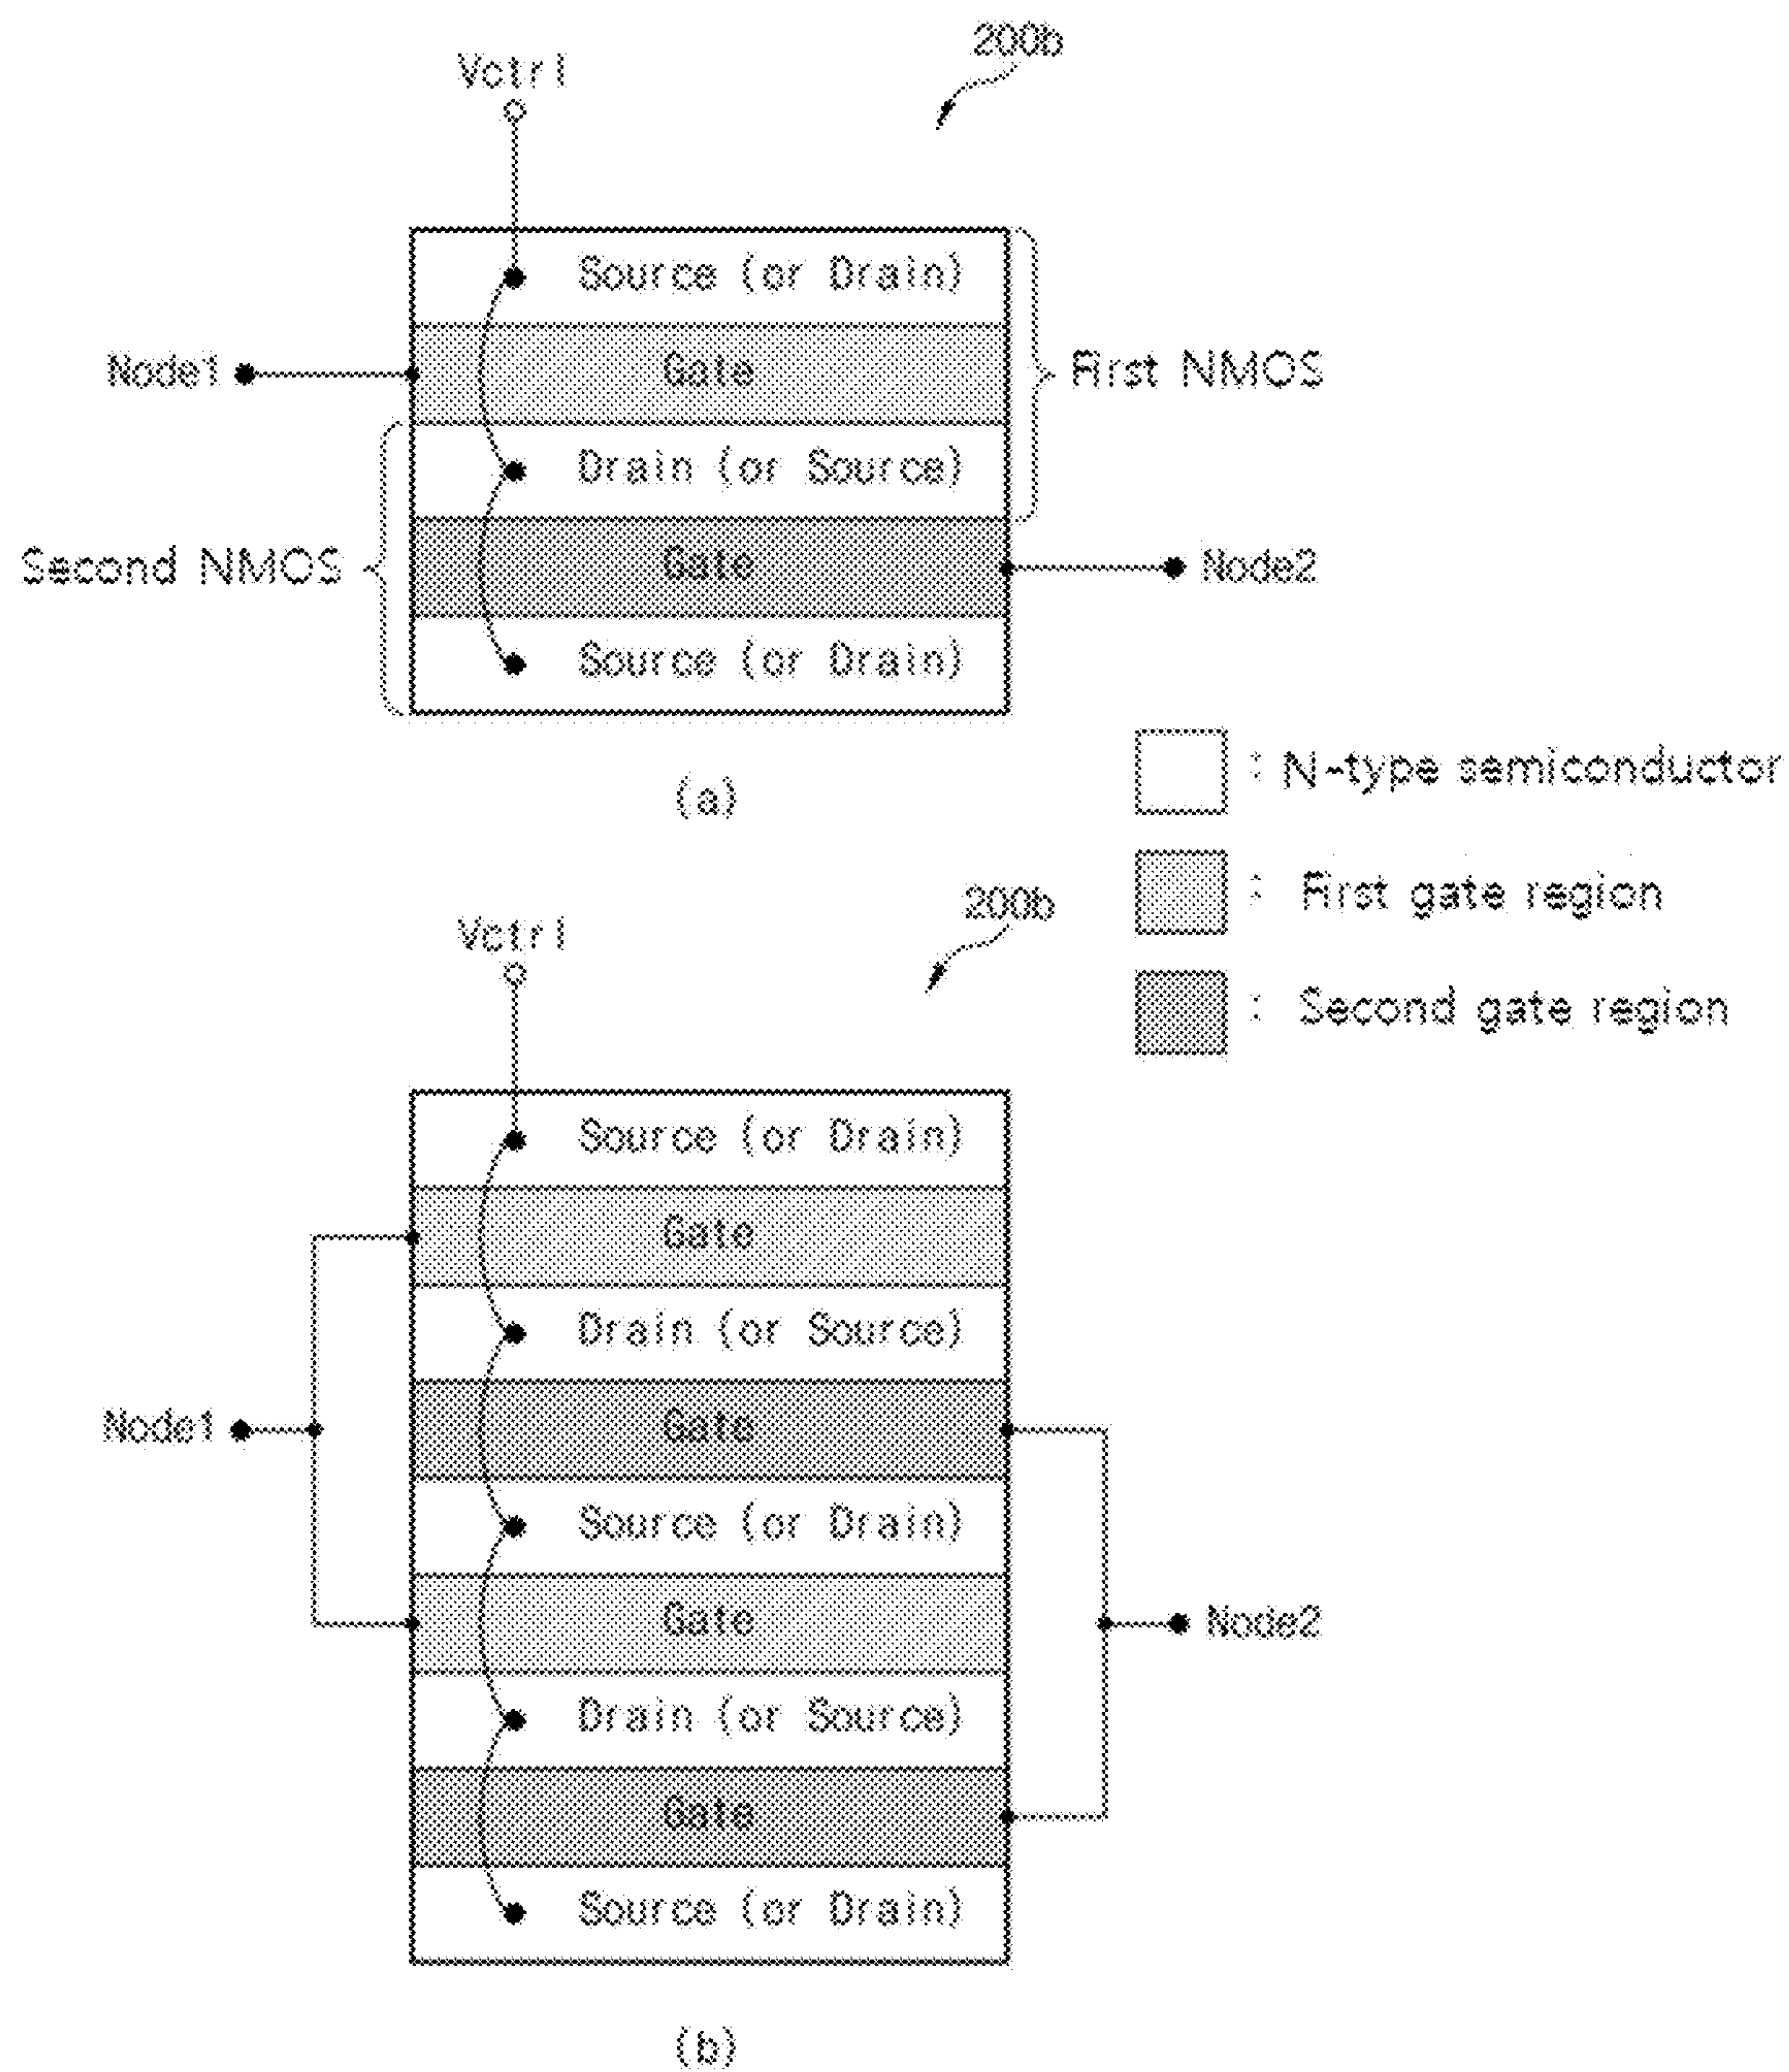 200b
Vctrl
Source (or Drain)
Node1
Gate
First NMOS
Drain (or Source)
Second NMOS
Gate
Node2
Source (or Drain)
(a)
: N-type semiconductor
: First gate region
: Second gate region
200b
Vctrl
Source (or Drain)
Gate
Drain (or Source)
Node1
Gate
Source (or Drain)
Gate
Node2
Drain (or Source)
Gate
Source (or Drain)
(b)